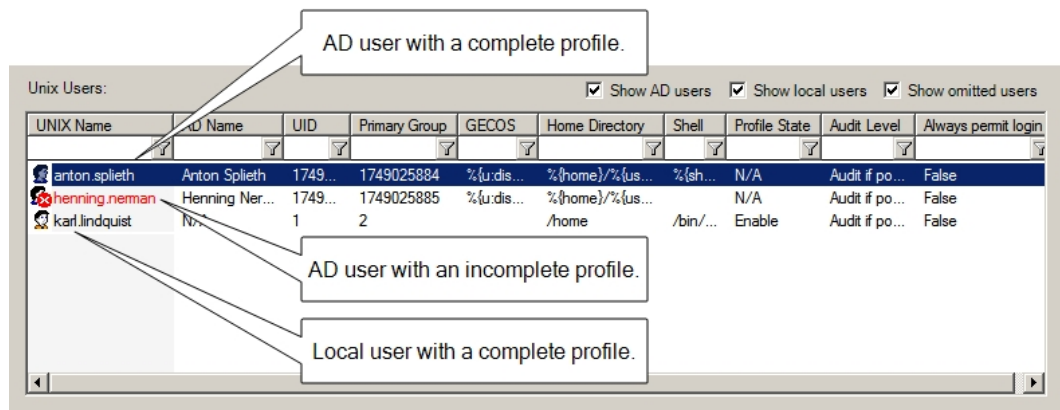 AD user with a complete profile.
Unix Users: Show AD users Show local users Show omitted users
UNIX Name AD Name UID Primary Group GECOS Home Directory Shell Profile State Audit Level Always permit login
anton.splieth Anton Splieth 1749... 1749025884 %{u:dis... %{home}/%{us... %{sh... N/A Audit if po... False
henning.nerman Henning Ner... 1749... 1749025885 %{u:dis... %{home}/%{us... N/A Audit if po... False
karl.lindquist N/A 1 2 /home /bin/... Enable Audit if po... False
AD user with an incomplete profile.
Local user with a complete profile.